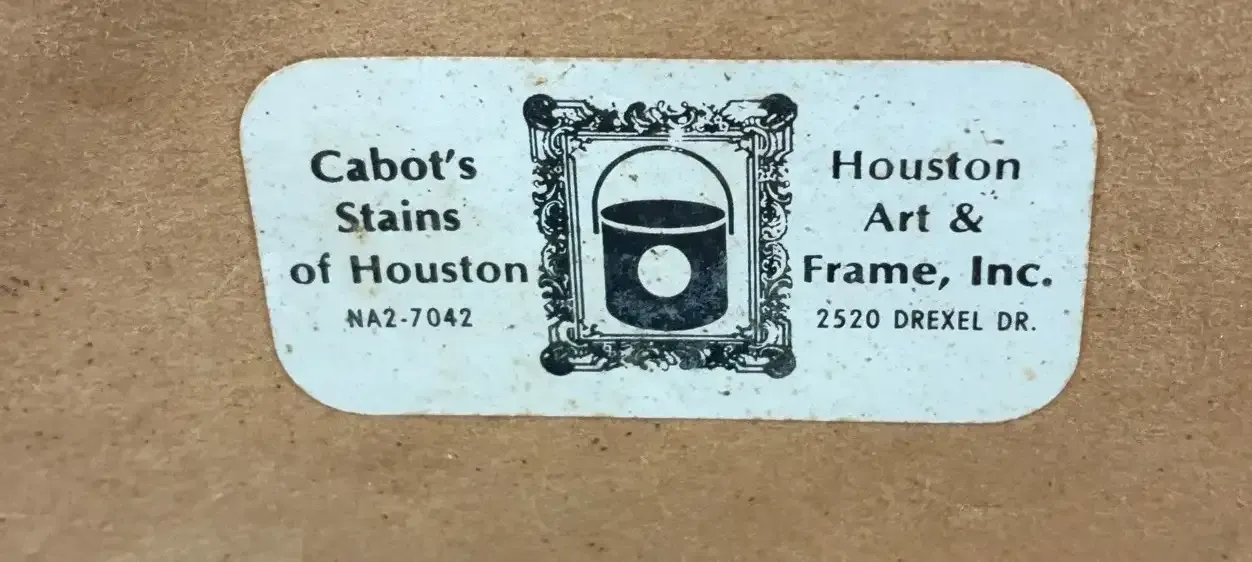 Cabot's
Stains
of Houston
NA2-7042
Houston
Art &
Frame, Inc.
2520 DREXEL DR.